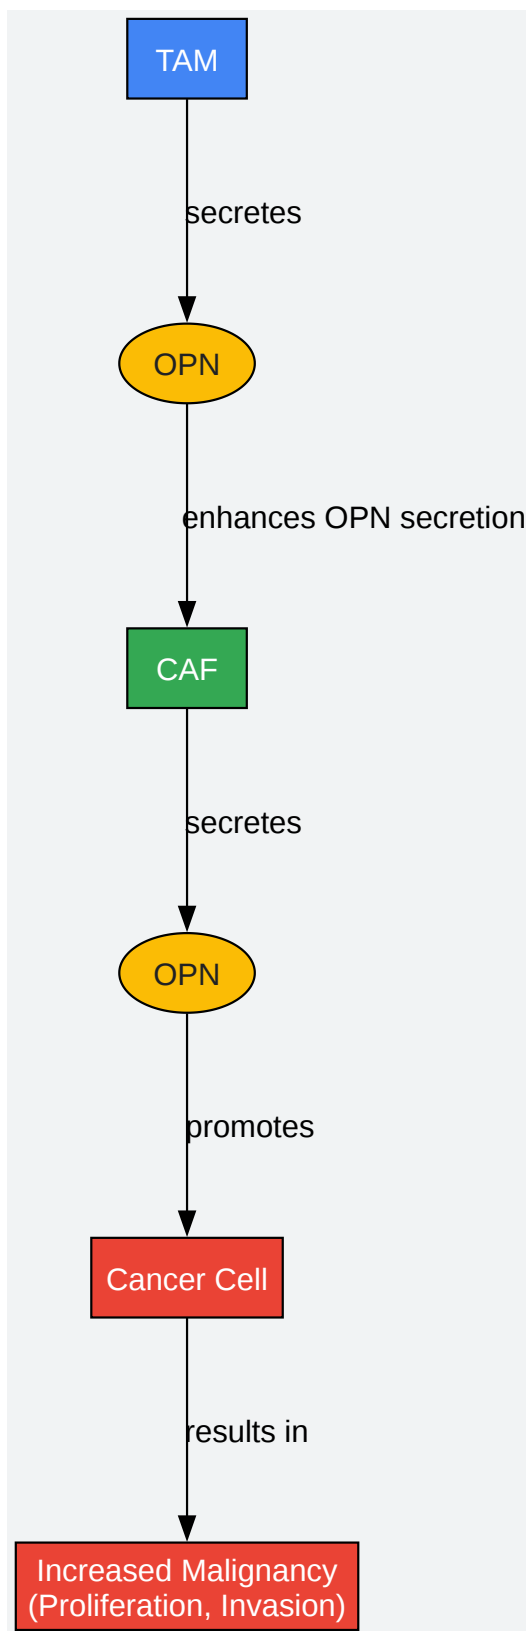 TAM
secretes
OPN
enhances OPN secretion
CAF
secretes
OPN
promotes
Cancer Cell
results in
Increased Malignancy
(Proliferation, Invasion)